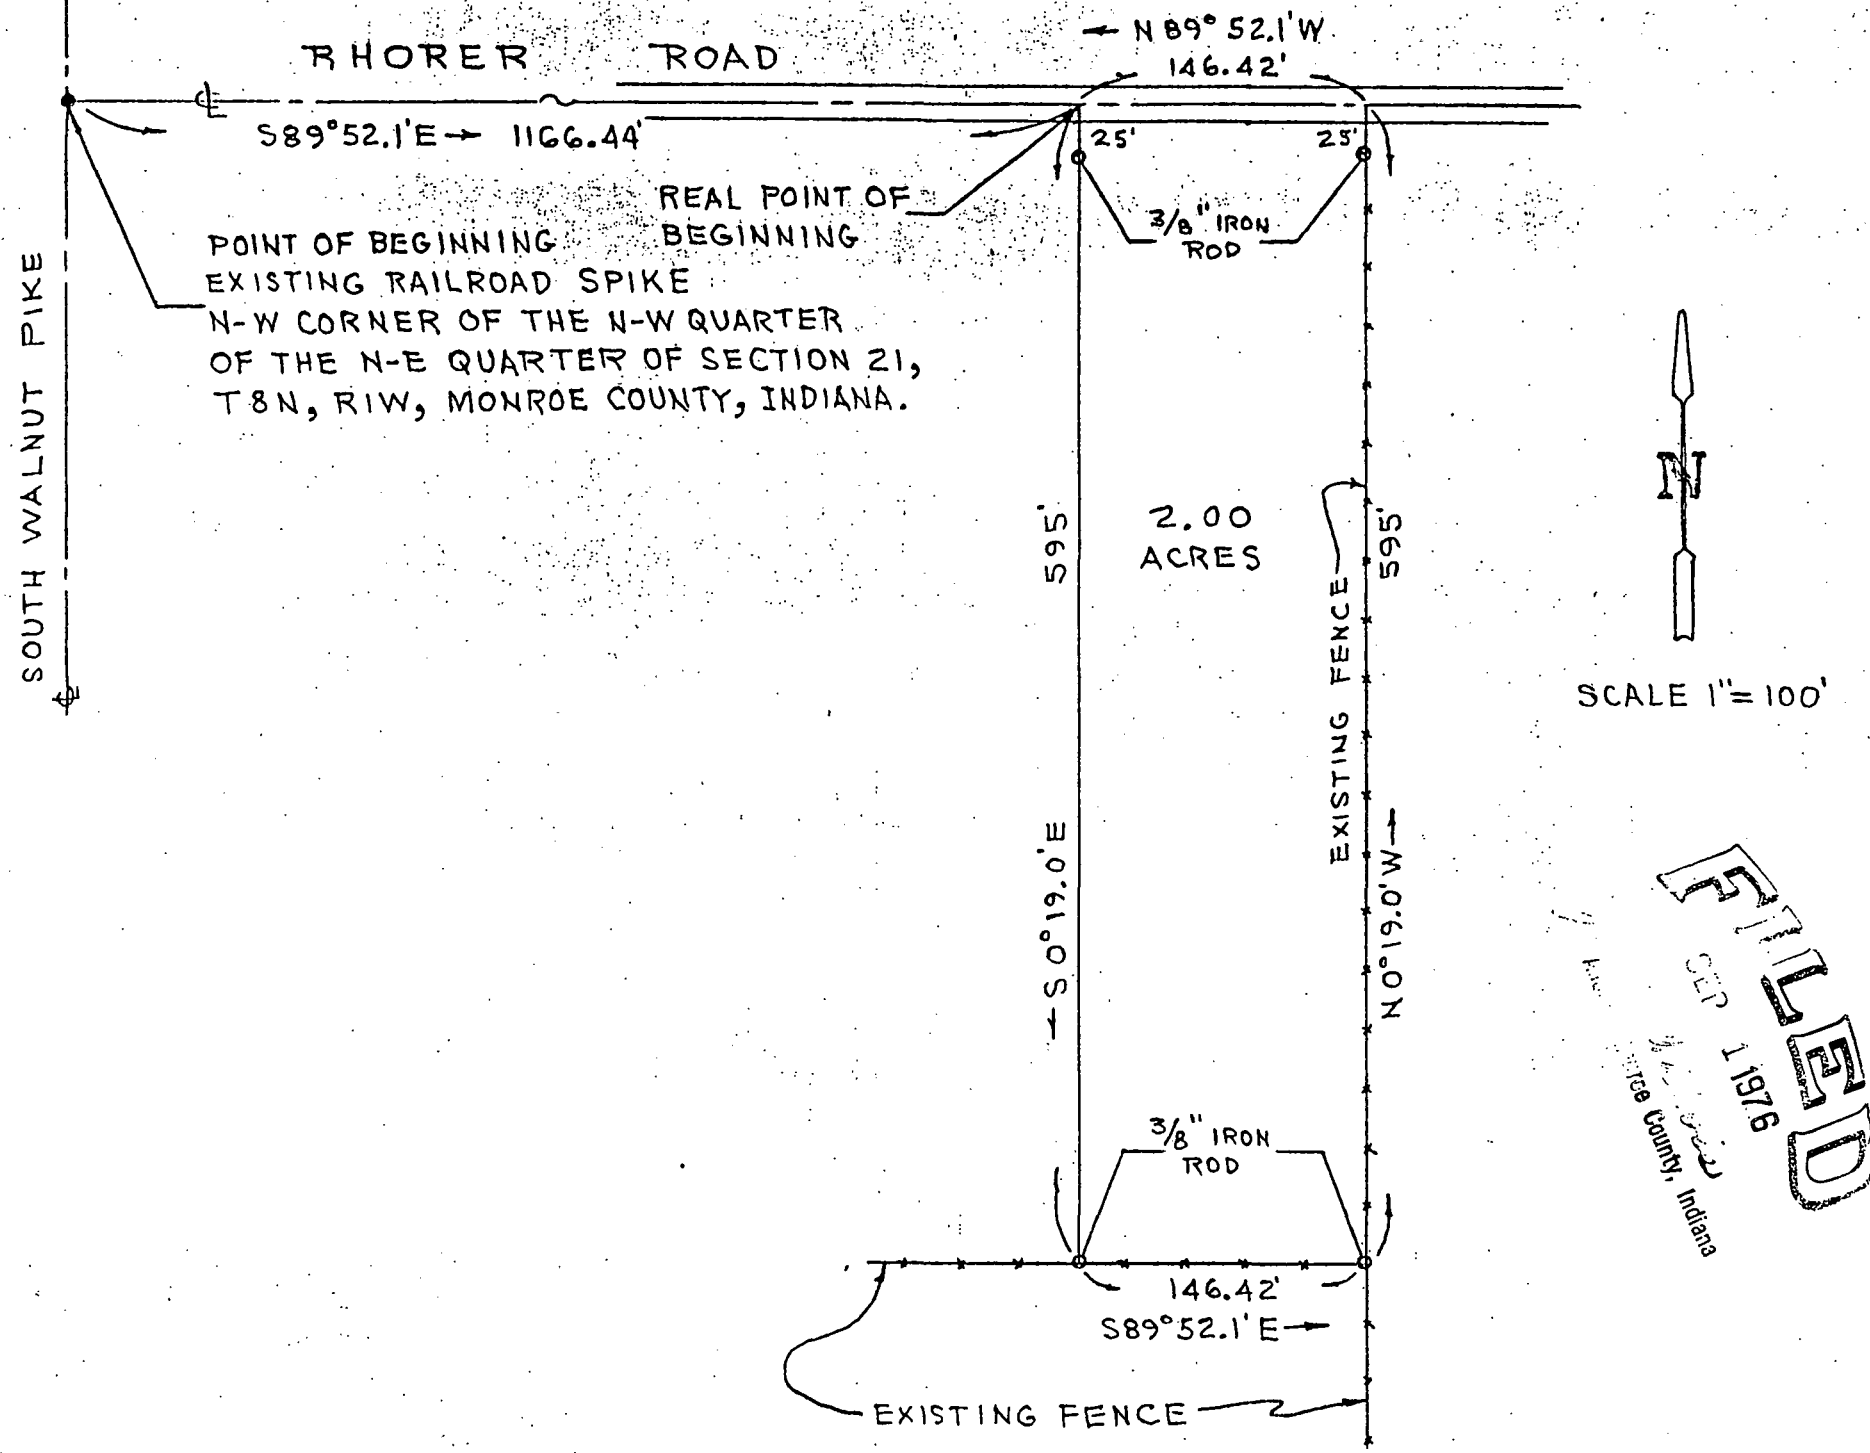 ← N 89° 52.1' W
RHORER ROAD
146.42'
℄
S89°52.1'E → 1166.44'
25'
25'
REAL POINT OF
BEGINNING
3/8" IRON
ROD
POINT OF BEGINNING
EXISTING RAILROAD SPIKE
N-W CORNER OF THE N-W QUARTER
OF THE N-E QUARTER OF SECTION 21,
T8N, R1W, MONROE COUNTY, INDIANA.
SOUTH WALNUT PIKE
℄
595'
2.00
ACRES
EXISTING FENCE
595'
N
SCALE 1"= 100'
← S 0° 19.0' E
N 0° 19.0' W →
FILED
SEP 1 1976
County, Indiana
3/8" IRON
ROD
146.42'
S89°52.1' E →
EXISTING FENCE